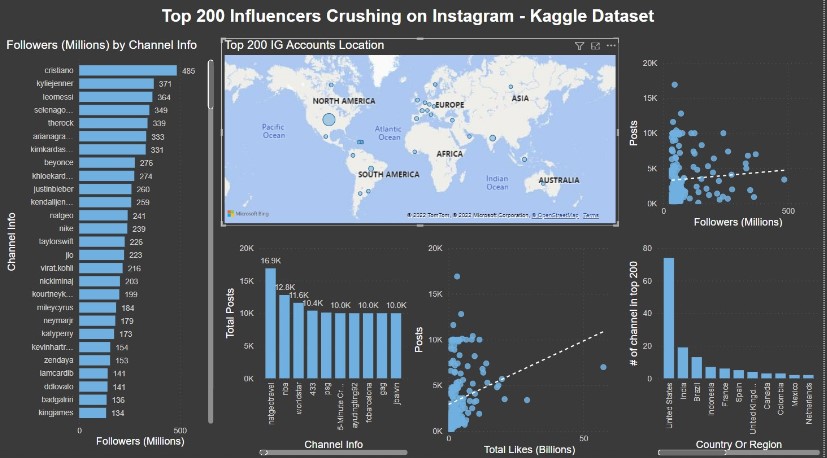 Top 200 Influencers Crushing on Instagram - Kaggle Dataset
Followers (Millions) by Channel Info
Channel Info
cristiano 485
kyliejenner 371
leomessi 364
selenago... 349
therock 339
arianagra... 333
kimkardas... 331
beyonce 276
khloekard... 274
justinbieber 260
kendalljen... 259
natgeo 241
nike 239
taylorswift 226
jlo 223
virat.kohli 216
nickiminaj 203
kourtneyk... 199
mileycyrus 184
neymarjr 179
katyperry 173
kevinhartr... 154
zendaya 153
iamcardib 141
ddlovato 141
badgalriri 136
kingjames 134
0 500
Followers (Millions)
Top 200 IG Accounts Location
NORTH AMERICA
EUROPE
ASIA
Pacific
Ocean
Atlantic
Ocean
AFRICA
SOUTH AMERICA
Indian
Ocean
AUSTRALIA
Microsoft Bing
© 2022 TomTom, © 2022 Microsoft Corporation, © OpenStreetMap Terms
Posts
20K
15K
10K
5K
0K
0 500
Followers (Millions)
Total Posts
20K
15K
10K
5K
0K
16.9K
12.8K
11.6K
10.4K
10.0K
10.0K
10.0K
natgeotravel
nba
worldstar
433
psg
5-Minute Cr...
fcbarcelona
gag
jbalvin
Channel Info
Posts
20K
15K
10K
5K
0K
0 50
Total Likes (Billions)
# of channel in top 200
80
60
40
20
0
United States
India
Brazil
Indonesia
France
Spain
United Kingd...
Canada
Colombia
Mexico
Netherlands
Country Or Region